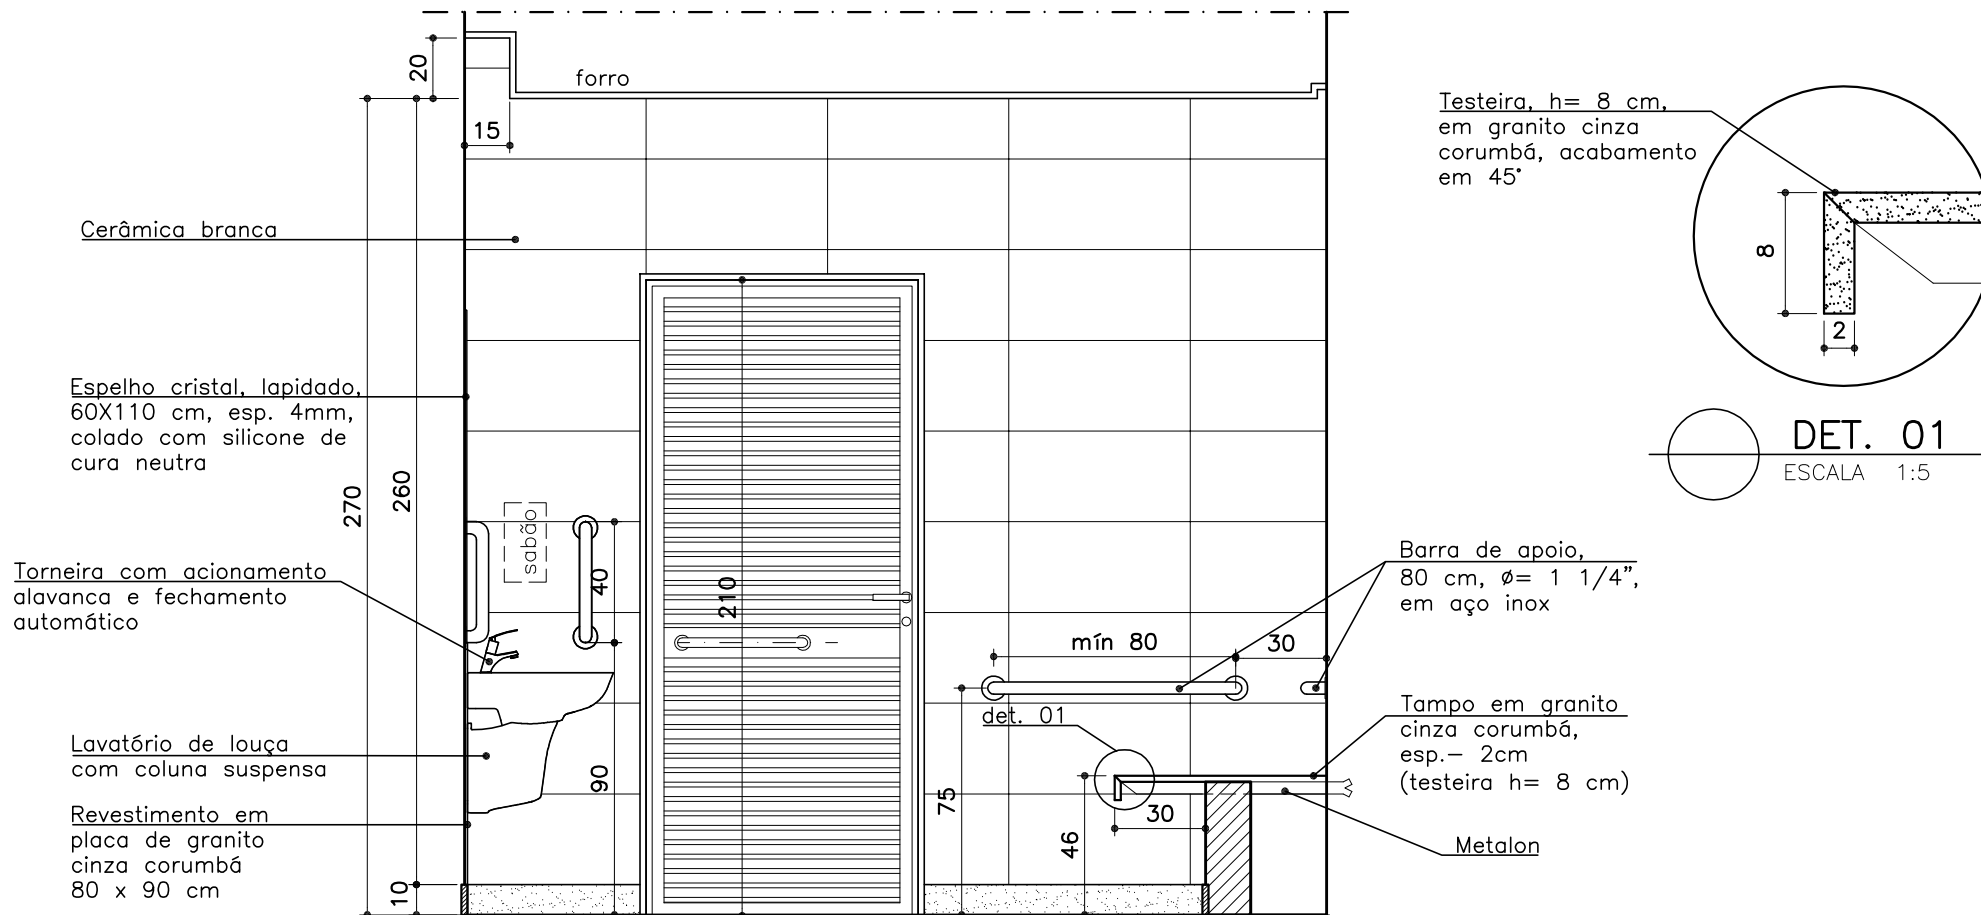 20
forro
15
Cerâmica branca
Espelho cristal, lapidado,
60X110 cm, esp. 4mm,
colado com silicone de
cura neutra
270
260
sabão
40
210
Torneira com acionamento
alavanca e fechamento
automático
Lavatório de louça
com coluna suspensa
90
Revestimento em
placa de granito
cinza corumbá
80 x 90 cm
10
mín 80
30
det. 01
75
46
30
Testeira, h= 8 cm,
em granito cinza
corumbá, acabamento
em 45°
8
2
DET. 01
ESCALA 1:5
Barra de apoio,
80 cm, ø= 1 1/4",
em aço inox
Tampo em granito
cinza corumbá,
esp.- 2cm
(testeira h= 8 cm)
Metalon